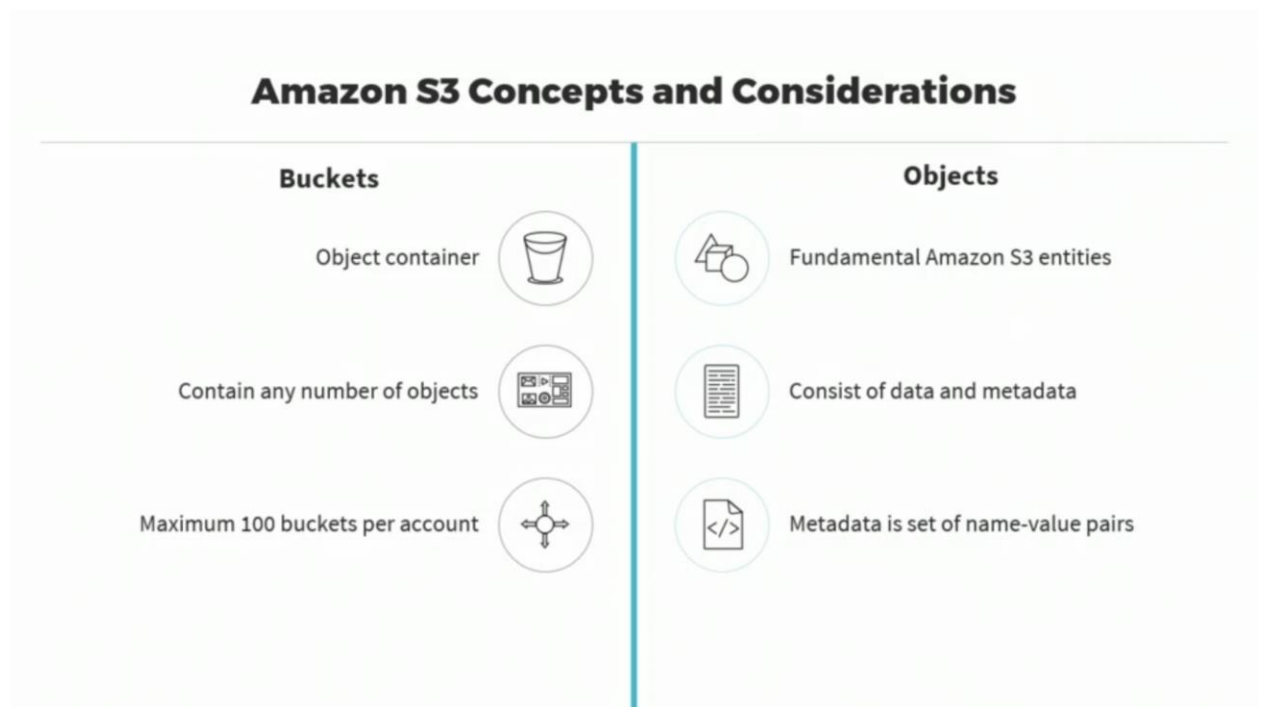 Amazon S3 Concepts and Considerations
Buckets
Object container
Contain any number of objects
Maximum 100 buckets per account
Objects
Fundamental Amazon S3 entities
Consist of data and metadata
</>
Metadata is set of name-value pairs